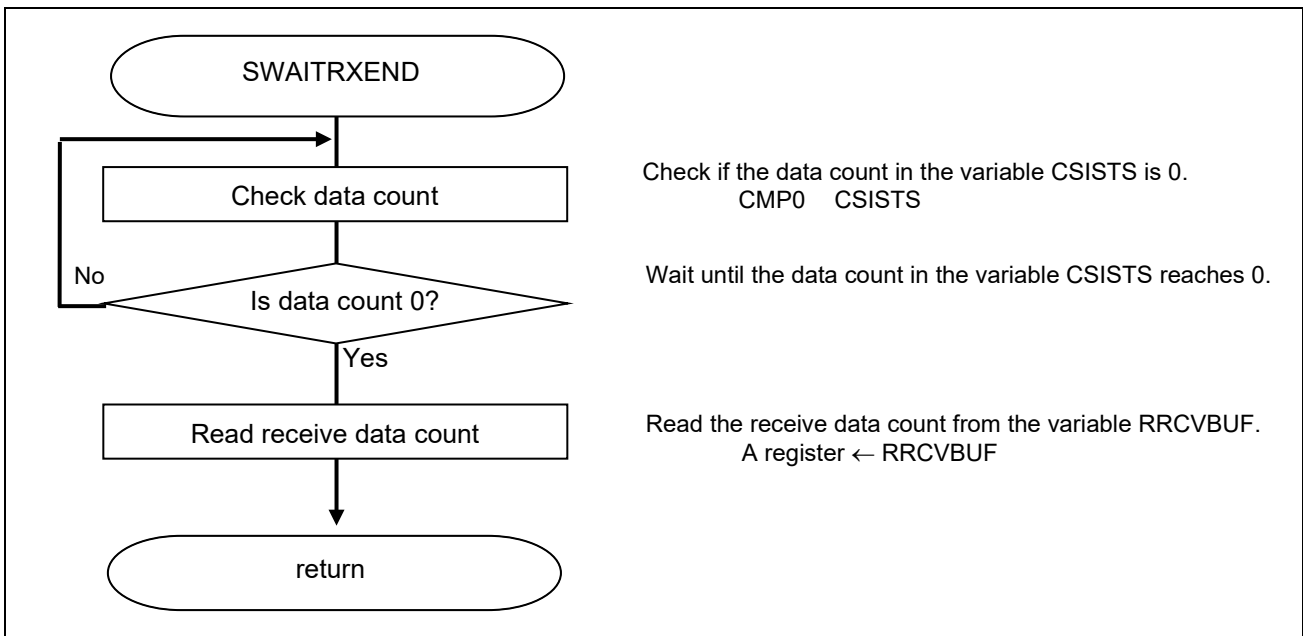 SWAITRXEND
Check data count
Check if the data count in the variable CSISTS is 0.
CMP0 CSISTS
No
Is data count 0?
Wait until the data count in the variable CSISTS reaches 0.
Yes
Read receive data count
Read the receive data count from the variable RRCVBUF.
A register ← RRCVBUF
return